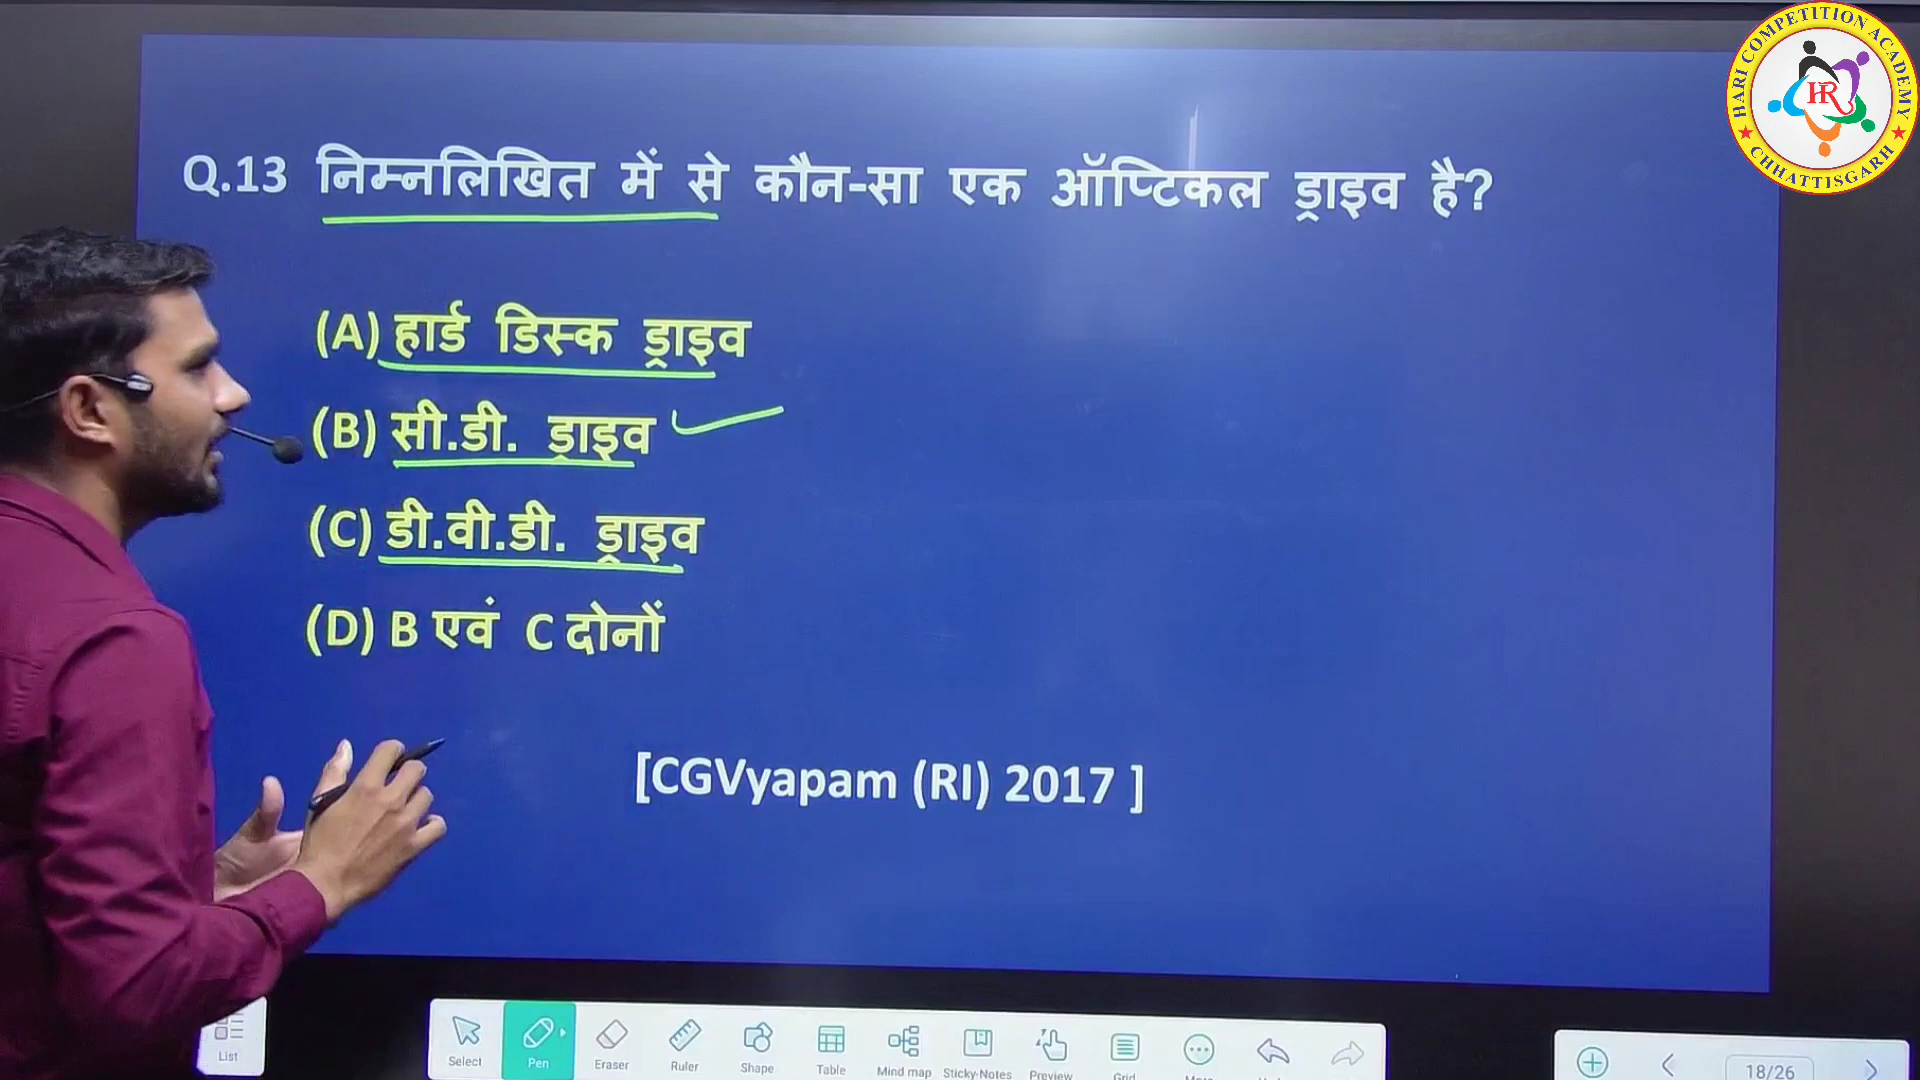 HARI COMPETITION ACADEMY
HR
CHHATTISGARH
Q.13 निम्नलिखित में से कौन-सा एक ऑप्टिकल ड्राइव है?
(A) हार्ड डिस्क ड्राइव
(B) सी.डी. ड्राइव
(C) डी.वी.डी. ड्राइव
(D) B एवं C दोनों
[CGVyapam (RI) 2017 ]
List
Select
Pen
Eraser
Ruler
Shape
Table
Mind map
Sticky-Notes
Preview
Grid
18/26